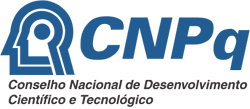 CNPq
Conselho Nacional de Desenvolvimento
Científico e Tecnológico